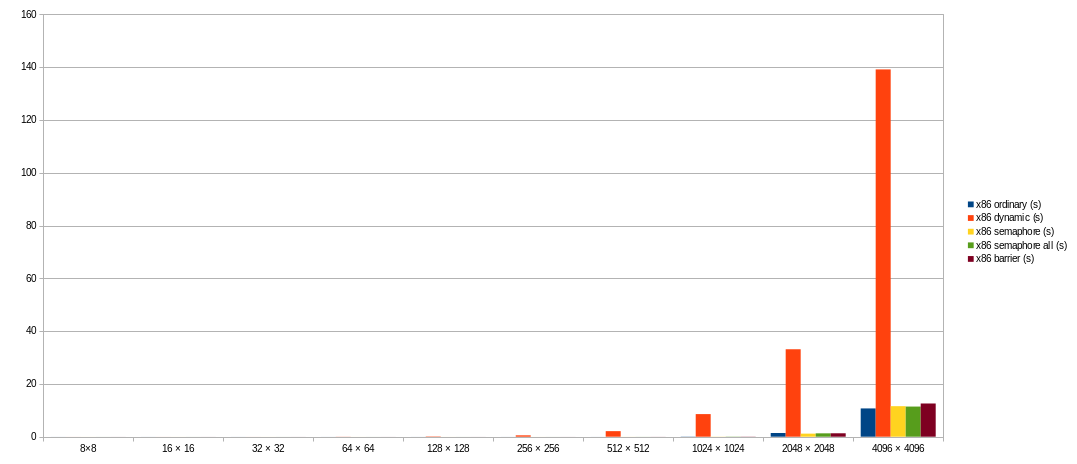 160
140
120
100
80
60
40
20
0
8×8
16 × 16
32 × 32
64 × 64
128 × 128
256 × 256
512 × 512
1024 × 1024
2048 × 2048
4096 × 4096
x86 ordinary (s)
x86 dynamic (s)
x86 semaphore (s)
x86 semaphore all (s)
x86 barrier (s)